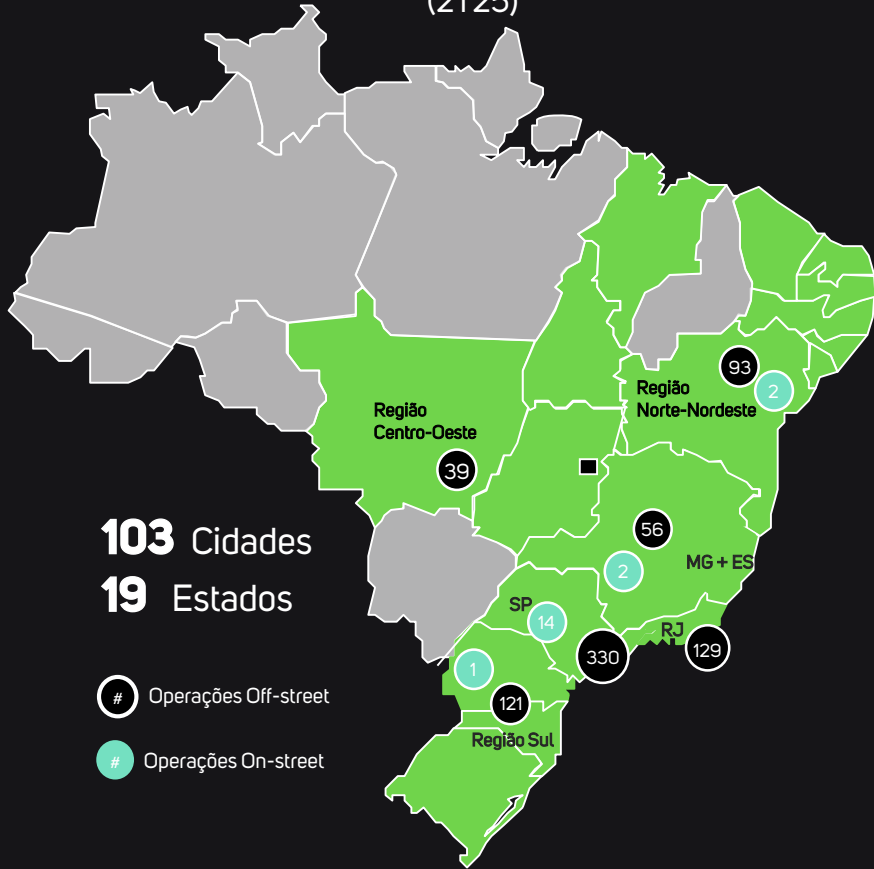 (2T25)
93
2
Região
Norte-Nordeste
Região
Centro-Oeste
39
103 Cidades
19 Estados
56
2
MG + ES
SP
14
RJ
330
129
1
121
Região Sul
# Operações Off-street
# Operações On-street